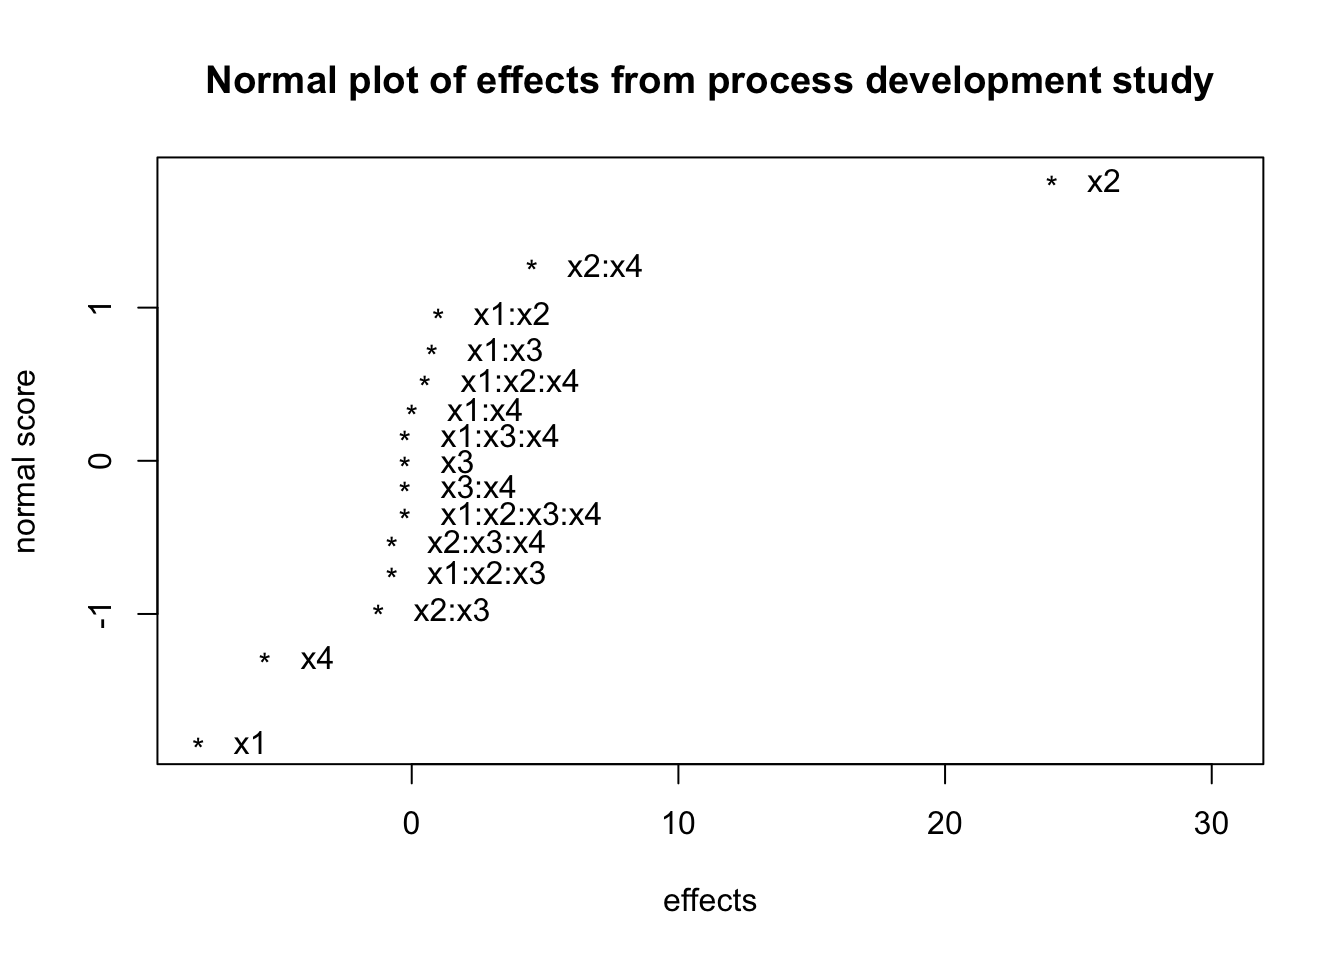 Normal plot of effects from process development study
* x2
* x2:x4
* x1:x2
* x1:x3
* x1:x2:x4
* x1:x4
* x1:x3:x4
* x3
* x3:x4
* x1:x2:x3:x4
* x2:x3:x4
* x1:x2:x3
* x2:x3
* x4
* x1
1
0
-1
normal score
0 10 20 30
effects